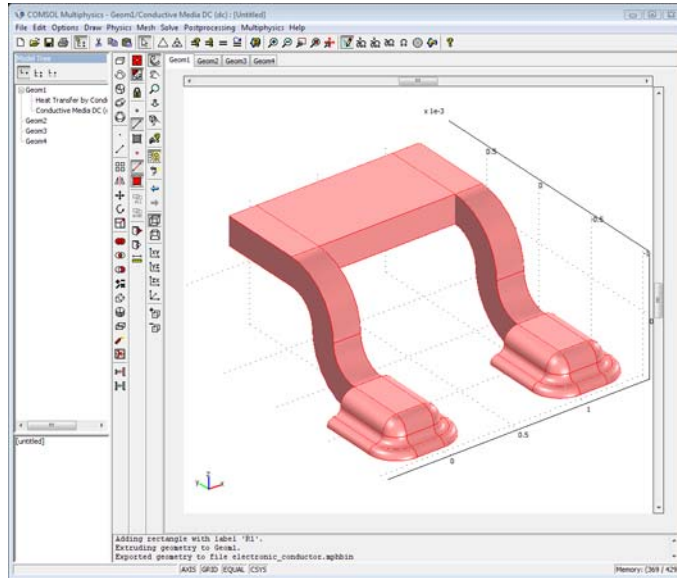 COMSOL Multiphysics - Geom1/Conductive Media DC (dc) : [Untitled]
File Edit Options Draw Physics Mesh Solve Postprocessing Multiphysics Help
Model Tree
Geom1
Heat Transfer by Cond
Conductive Media DC (
Geom2
Geom3
Geom4
[untitled]
Geom1 Geom2 Geom3 Geom4
x 1e-3
0.5
0
-0.5
-1
0
1
0.5
0
z
y
x
Adding rectangle with label 'R1'.
Extruding geometry to Geom1.
Exported geometry to file electronic_conductor.mphbin
AXIS GRID EQUAL CSYS
Memory: (369 / 429